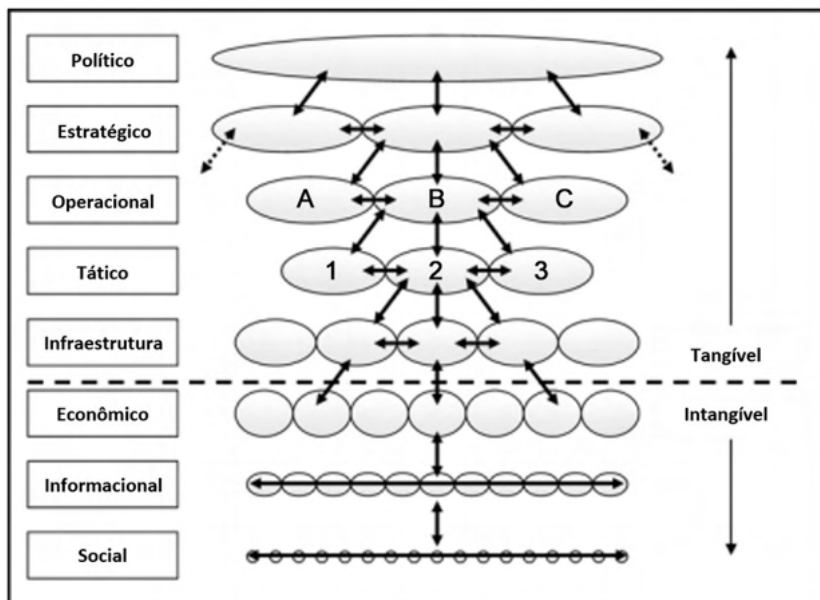 Político
Estratégico
Operacional
A B C
Tático
1 2 3
Infraestrutura
Tangível
Econômico
Intangível
Informacional
Social